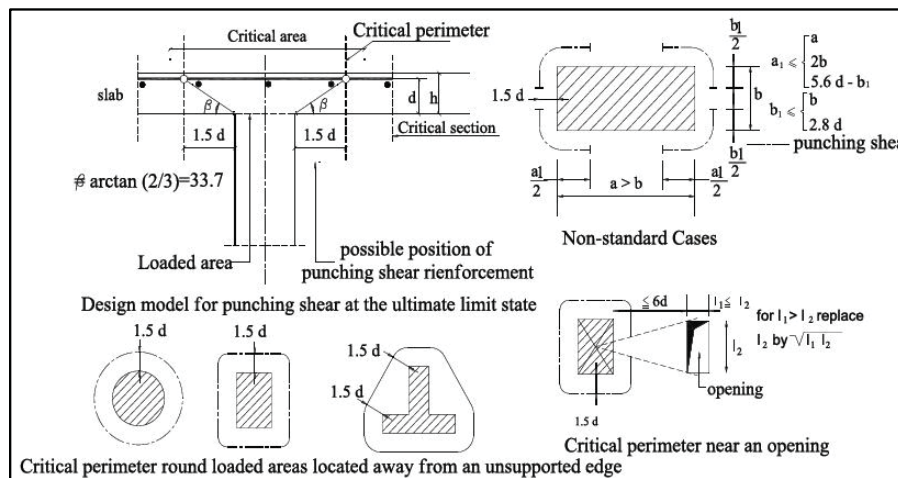 Critical area
Critical perimeter
slab
β
β
d
h
1.5 d
1.5 d
Critical section
β arctan (2/3)=33.7
Loaded area
possible position of
punching shear rienforcement
Design model for punching shear at the ultimate limit state
1.5 d
b1/2
a1 ⩽ { a
2b
5.6 d - b1
b
b1 ⩽ { b
2.8 d
punching shea
b1/2
a1/2
a > b
a1/2
Non-standard Cases
1.5 d
1.5 d
1.5 d
Critical perimeter round loaded areas located away from an unsupported edge
≦ 6d
l1 ≦ l2
for l1 > l2 replace
l2 by √l1 l2
l2
opening
1.5 d
Critical perimeter near an opening